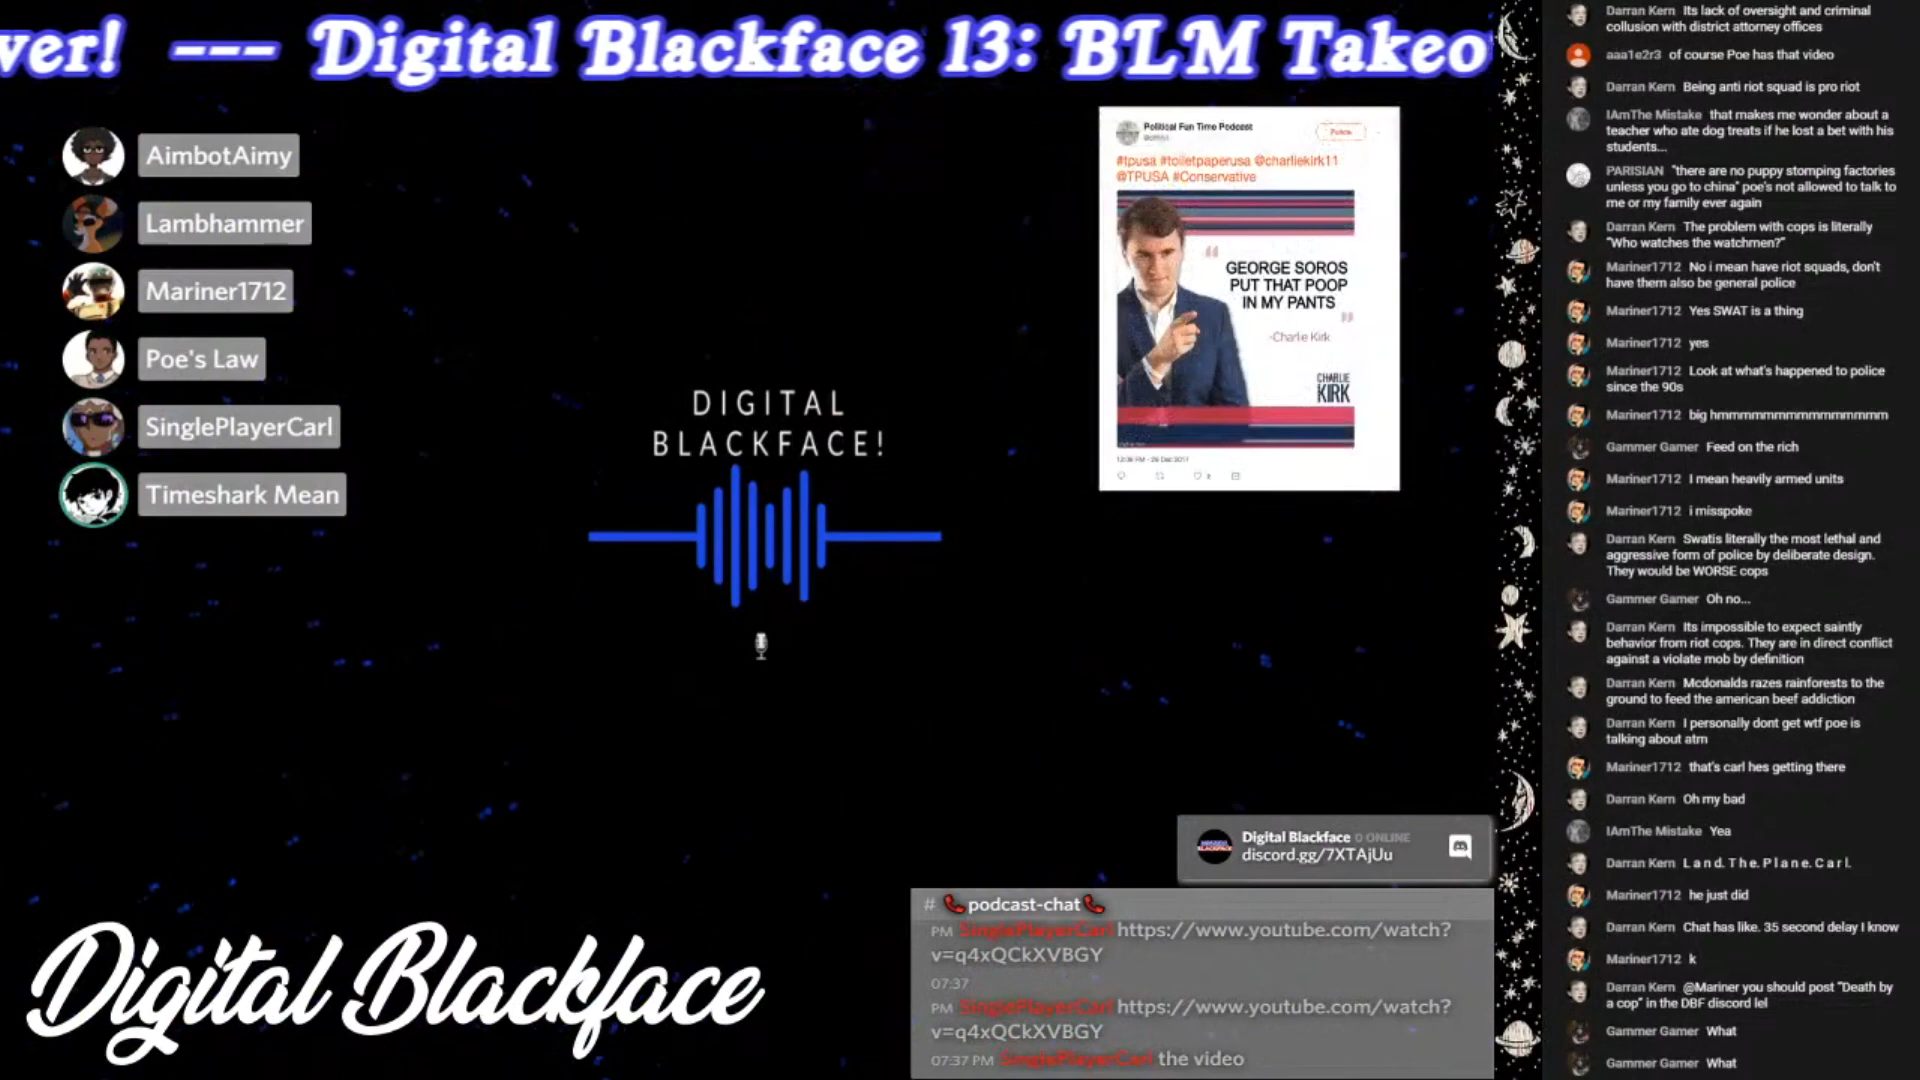 ver! --- Digital Blackface 13: BLM Takeo
AimbotAimy
Lambhammer
Mariner1712
Poe's Law
SinglePlayerCarl
Timeshark Mean
DIGITAL
BLACKFACE!
Political Fun Time Podcast
#tpusa #toiletpaperusa @charliekirk11
@TPUSA #Conservative
“
GEORGE SOROS
PUT THAT POOP
IN MY PANTS
”
-Charlie Kirk
CHARLIE
KIRK
12:36 PM - 26 Dec 2017
Digital Blackface 0 ONLINE
discord.gg/7XTAjUu
# podcast-chat
PM SinglePlayerCarl https://www.youtube.com/watch?
v=q4xQCkXVBGY
07:37
PM SinglePlayerCarl https://www.youtube.com/watch?
v=q4xQCkXVBGY
07:37 PM SinglePlayerCarl the video
Digital Blackface
Darran Kern Its lack of oversight and criminal
collusion with district attorney offices
aaa1e2r3 of course Poe has that video
Darran Kern Being anti riot squad is pro riot
IAmThe Mistake that makes me wonder about a
teacher who ate dog treats if he lost a bet with his
students...
PARISIAN "there are no puppy stomping factories
unless you go to china" poe's not allowed to talk to
me or my family ever again
Darran Kern The problem with cops is literally
"Who watches the watchmen?"
Mariner1712 No i mean have riot squads, don't
have them also be general police
Mariner1712 Yes SWAT is a thing
Mariner1712 yes
Mariner1712 Look at what's happened to police
since the 90s
Mariner1712 big hmmmmmmmmmmmmmmm
Gammer Gamer Feed on the rich
Mariner1712 I mean heavily armed units
Mariner1712 i misspoke
Darran Kern Swatis literally the most lethal and
aggressive form of police by deliberate design.
They would be WORSE cops
Gammer Gamer Oh no...
Darran Kern Its impossible to expect saintly
behavior from riot cops. They are in direct conflict
against a violate mob by definition
Darran Kern Mcdonalds razes rainforests to the
ground to feed the american beef addiction
Darran Kern I personally dont get wtf poe is
talking about atm
Mariner1712 that's carl hes getting there
Darran Kern Oh my bad
IAmThe Mistake Yea
Darran Kern L a n d. T h e. P l a n e. C a r l.
Mariner1712 he just did
Darran Kern Chat has like. 35 second delay I know
Mariner1712 k
Darran Kern @Mariner you should post "Death by
a cop" in the DBF discord lel
Gammer Gamer What
Gammer Gamer What